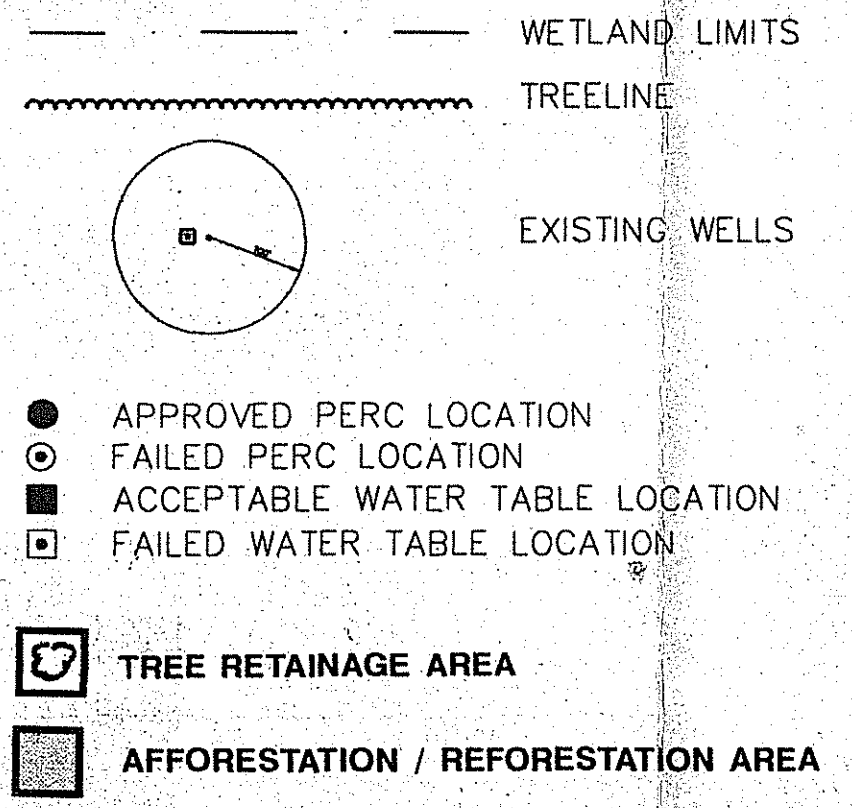 WETLAND LIMITS
TREELINE
EXISTING WELLS
APPROVED PERC LOCATION
FAILED PERC LOCATION
ACCEPTABLE WATER TABLE LOCATION
FAILED WATER TABLE LOCATION
TREE RETAINAGE AREA
AFFORESTATION / REFORESTATION AREA